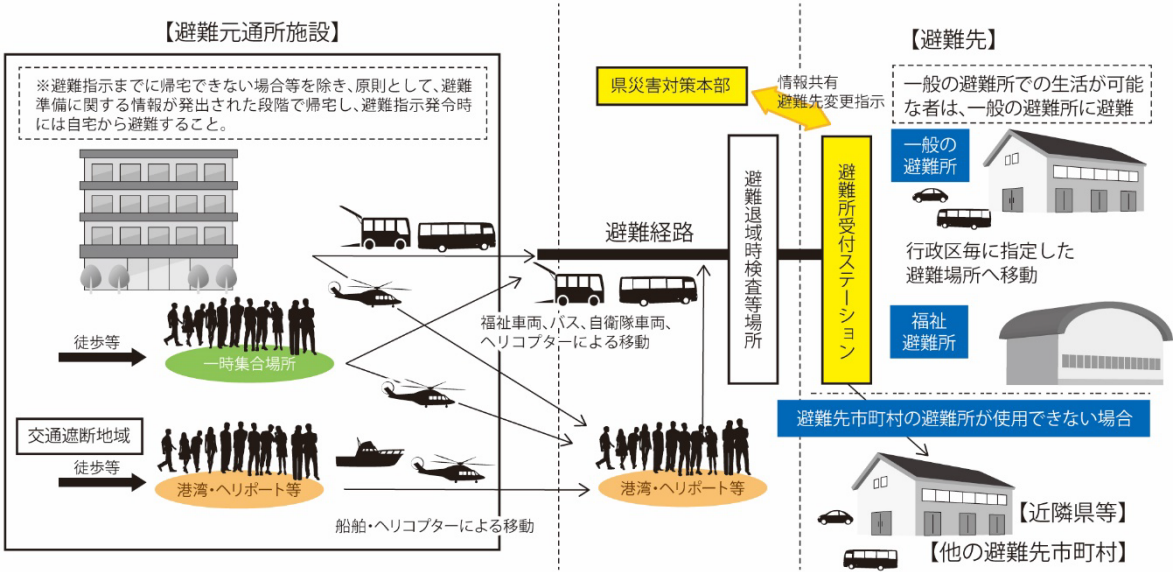 【避難元通所施設】
※避難指示までに帰宅できない場合等を除き、原則として、避難
準備に関する情報が発出された段階で帰宅し、避難指示発令時
には自宅から避難すること。
徒歩等
一時集合場所
交通遮断地域
徒歩等
港湾・ヘリポート等
船舶・ヘリコプターによる移動
避難経路
福祉車両、バス、自衛隊車両、
ヘリコプターによる移動
港湾・ヘリポート等
県災害対策本部
情報共有
避難先変更指示
避難退域時検査等場所
避難所受付ステーション
【避難先】
一般の避難所での生活が可能
な者は、一般の避難所に避難
一般の
避難所
行政区毎に指定した
避難場所へ移動
福祉
避難所
避難先市町村の避難所が使用できない場合
【近隣県等】
【他の避難先市町村】